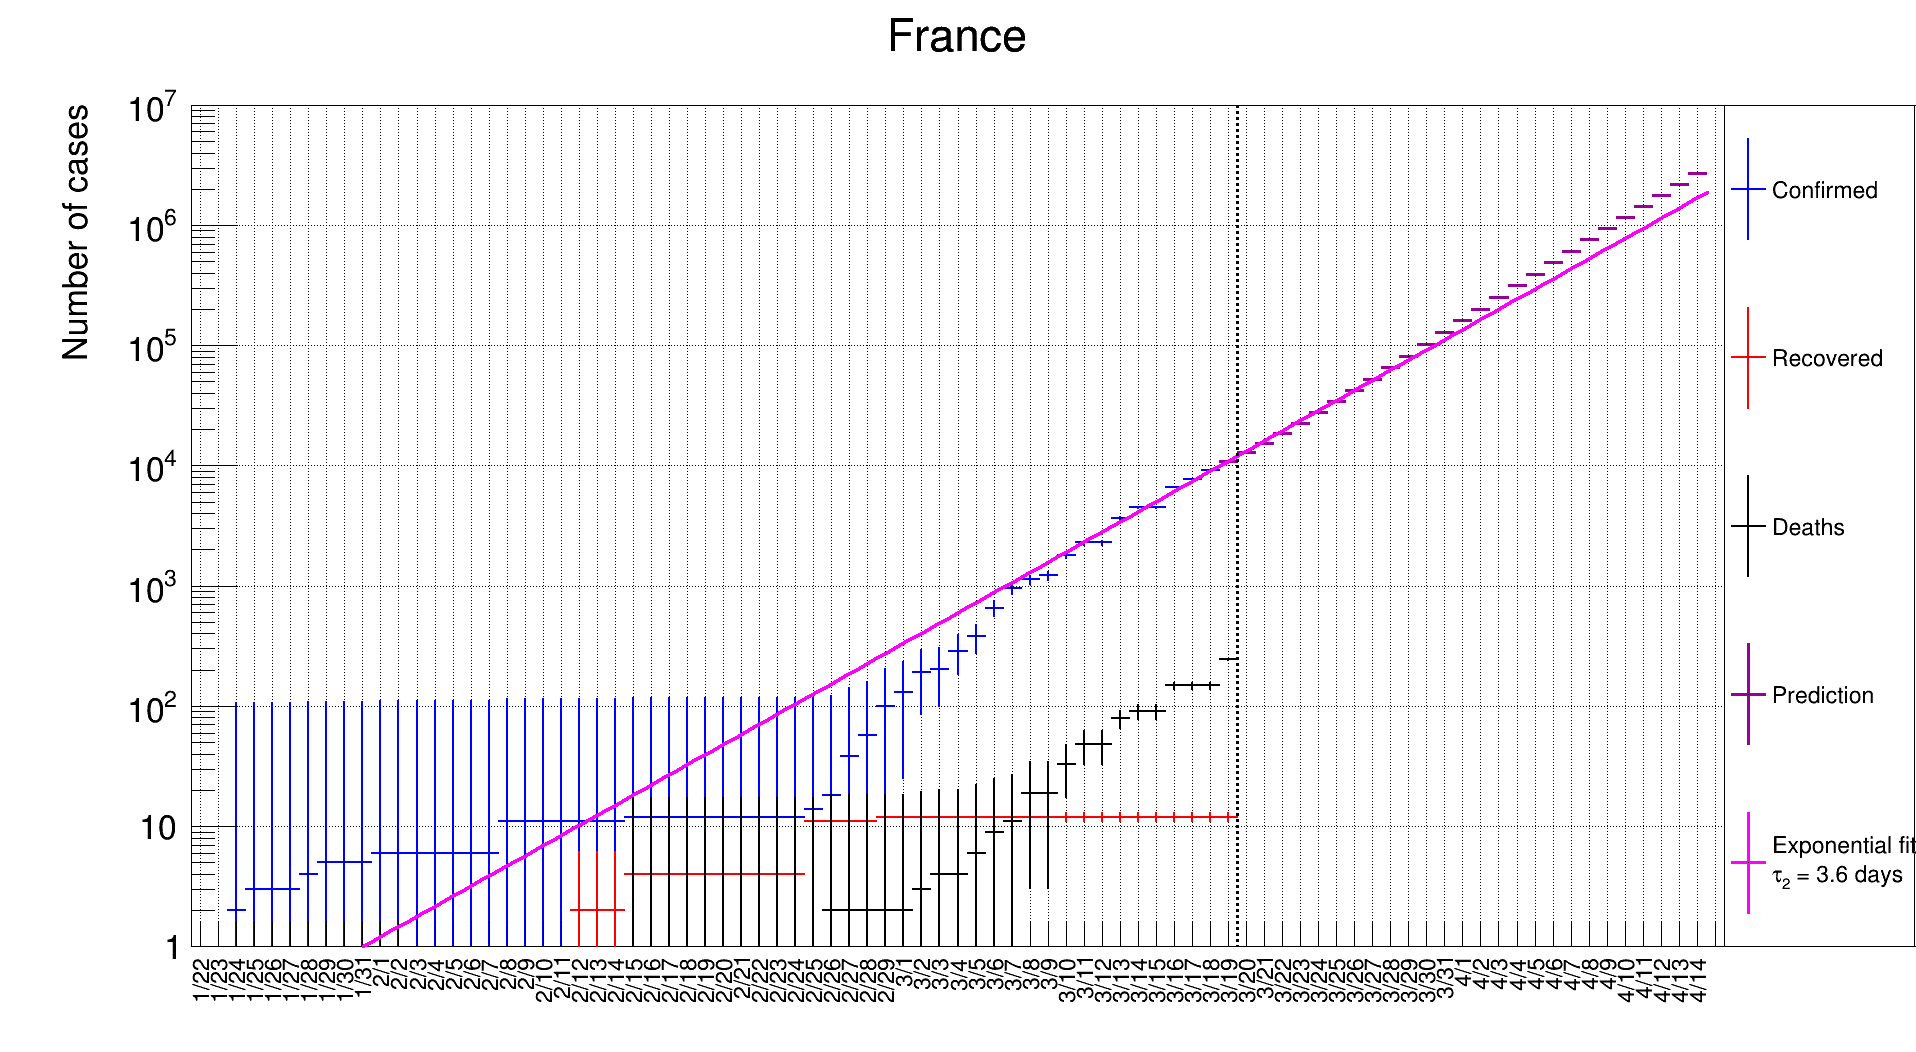 France
Number of cases
10^7
10^6
10^5
10^4
10^3
10^2
10
1
1/22 1/23 1/24 1/25 1/26 1/27 1/28 1/29 1/30 1/31 2/1 2/2 2/3 2/4 2/5 2/6 2/7 2/8 2/9 2/10 2/11 2/12 2/13 2/14 2/15 2/16 2/17 2/18 2/19 2/20 2/21 2/22 2/23 2/24 2/25 2/26 2/27 2/28 2/29 3/1 3/2 3/3 3/4 3/5 3/6 3/7 3/8 3/9 3/10 3/11 3/12 3/13 3/14 3/15 3/16 3/17 3/18 3/19 3/20 3/21 3/22 3/23 3/24 3/25 3/26 3/27 3/28 3/29 3/30 3/31 4/1 4/2 4/3 4/4 4/5 4/6 4/7 4/8 4/9 4/10 4/11 4/12 4/13 4/14
Confirmed
Recovered
Deaths
Prediction
Exponential fit
τ₂ = 3.6 days